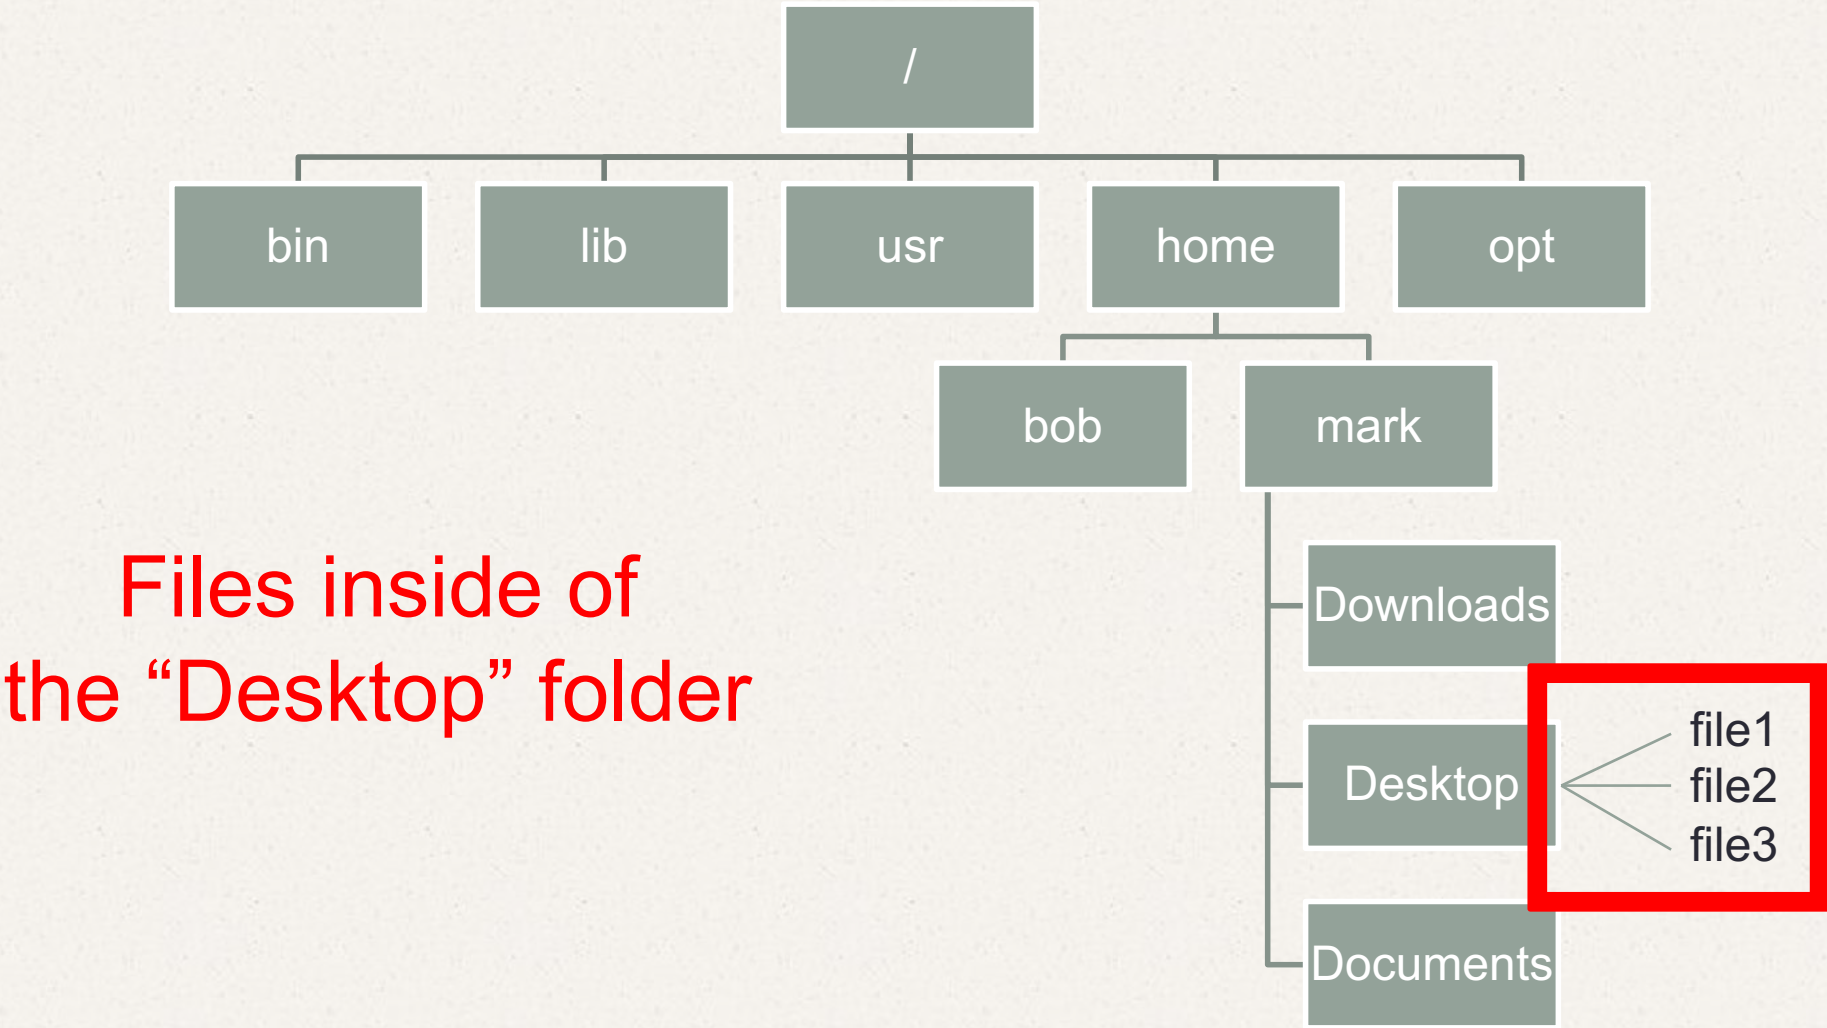 /
bin lib usr home opt
bob mark
Downloads
Files inside of
the “Desktop” folder
Desktop
file1
file2
file3
Documents